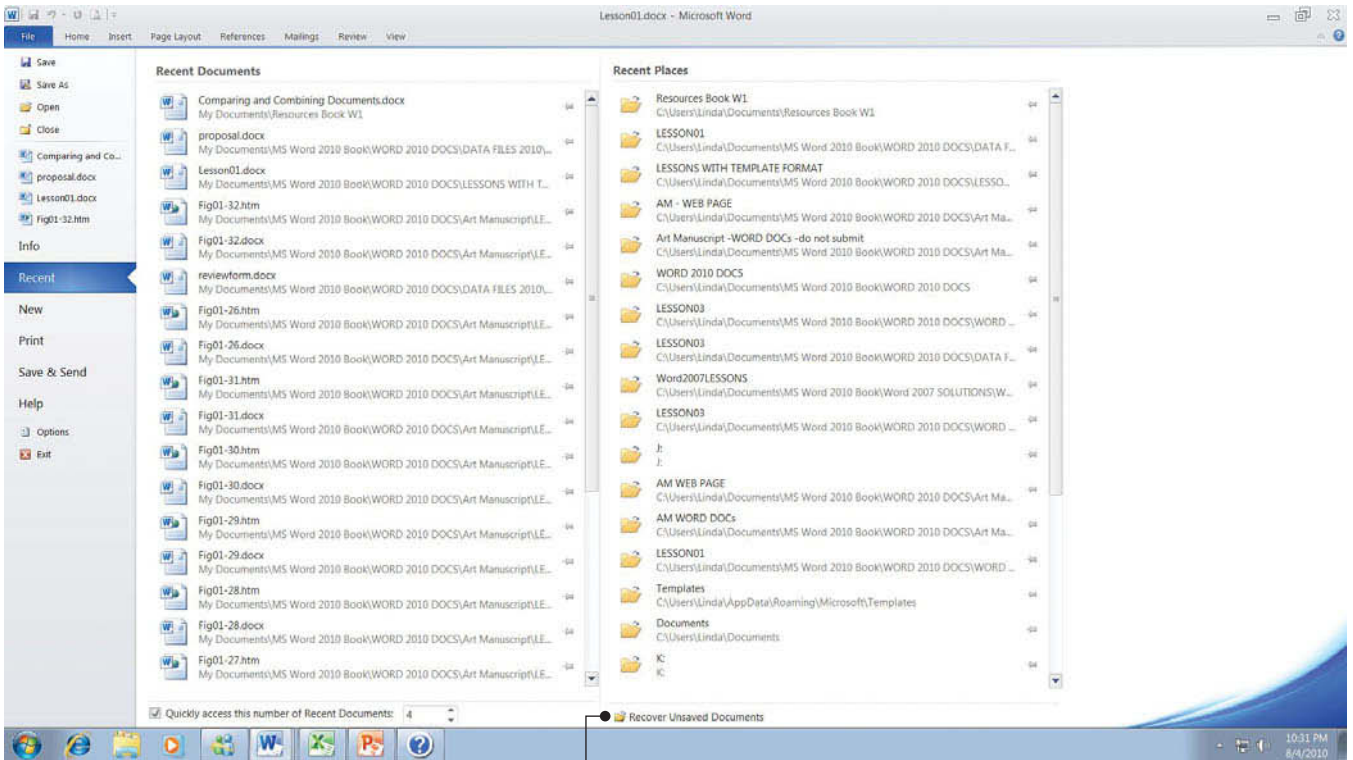 Lesson01.docx - Microsoft Word
File Home Insert Page Layout References Mailings Review View
Save
Save As
Open
Close
Comparing and Co...
proposal.docx
Lesson01.docx
Fig01-32.htm
Info
Recent
New
Print
Save & Send
Help
Options
Exit
Recent Documents
Comparing and Combining Documents.docx
My Documents\Resources Book W1
proposal.docx
My Documents\MS Word 2010 Book\WORD 2010 DOCS\DATA FILES 2010\...
Lesson01.docx
My Documents\MS Word 2010 Book\WORD 2010 DOCS\LESSONS WITH T...
Fig01-32.htm
My Documents\MS Word 2010 Book\WORD 2010 DOCS\Art Manuscript\LE...
Fig01-32.docx
My Documents\MS Word 2010 Book\WORD 2010 DOCS\Art Manuscript\LE...
reviewform.docx
My Documents\MS Word 2010 Book\WORD 2010 DOCS\DATA FILES 2010\...
Fig01-26.htm
My Documents\MS Word 2010 Book\WORD 2010 DOCS\Art Manuscript\LE...
Fig01-26.docx
My Documents\MS Word 2010 Book\WORD 2010 DOCS\Art Manuscript\LE...
Fig01-31.htm
My Documents\MS Word 2010 Book\WORD 2010 DOCS\Art Manuscript\LE...
Fig01-31.docx
My Documents\MS Word 2010 Book\WORD 2010 DOCS\Art Manuscript\LE...
Fig01-30.htm
My Documents\MS Word 2010 Book\WORD 2010 DOCS\Art Manuscript\LE...
Fig01-30.docx
My Documents\MS Word 2010 Book\WORD 2010 DOCS\Art Manuscript\LE...
Fig01-29.htm
My Documents\MS Word 2010 Book\WORD 2010 DOCS\Art Manuscript\LE...
Fig01-29.docx
My Documents\MS Word 2010 Book\WORD 2010 DOCS\Art Manuscript\LE...
Fig01-28.htm
My Documents\MS Word 2010 Book\WORD 2010 DOCS\Art Manuscript\LE...
Fig01-28.docx
My Documents\MS Word 2010 Book\WORD 2010 DOCS\Art Manuscript\LE...
Fig01-27.htm
My Documents\MS Word 2010 Book\WORD 2010 DOCS\Art Manuscript\LE...
Quickly access this number of Recent Documents: 4
Recent Places
Resources Book W1
C:\Users\Linda\Documents\Resources Book W1
LESSON01
C:\Users\Linda\Documents\MS Word 2010 Book\WORD 2010 DOCS\DATA F...
LESSONS WITH TEMPLATE FORMAT
C:\Users\Linda\Documents\MS Word 2010 Book\WORD 2010 DOCS\LESSO...
AM - WEB PAGE
C:\Users\Linda\Documents\MS Word 2010 Book\WORD 2010 DOCS\Art Ma...
Art Manuscript -WORD DOCs -do not submit
C:\Users\Linda\Documents\MS Word 2010 Book\WORD 2010 DOCS\Art Ma...
WORD 2010 DOCS
C:\Users\Linda\Documents\MS Word 2010 Book\WORD 2010 DOCS
LESSON03
C:\Users\Linda\Documents\MS Word 2010 Book\WORD 2010 DOCS\WORD ...
LESSON03
C:\Users\Linda\Documents\MS Word 2010 Book\WORD 2010 DOCS\DATA F...
Word2007LESSONS
C:\Users\Linda\Documents\MS Word 2010 Book\Word 2007 SOLUTIONS\W...
LESSON03
C:\Users\Linda\Documents\MS Word 2010 Book\WORD 2010 DOCS\WORD ...
J:
J:
AM WEB PAGE
C:\Users\Linda\Documents\MS Word 2010 Book\WORD 2010 DOCS\Art Ma...
AM WORD DOCs
C:\Users\Linda\Documents\MS Word 2010 Book\WORD 2010 DOCS\Art Ma...
LESSON01
C:\Users\Linda\Documents\MS Word 2010 Book\WORD 2010 DOCS\WORD ...
Templates
C:\Users\Linda\AppData\Roaming\Microsoft\Templates
Documents
C:\Users\Linda\Documents
K:
K:
Recover Unsaved Documents
10:31 PM
8/4/2010